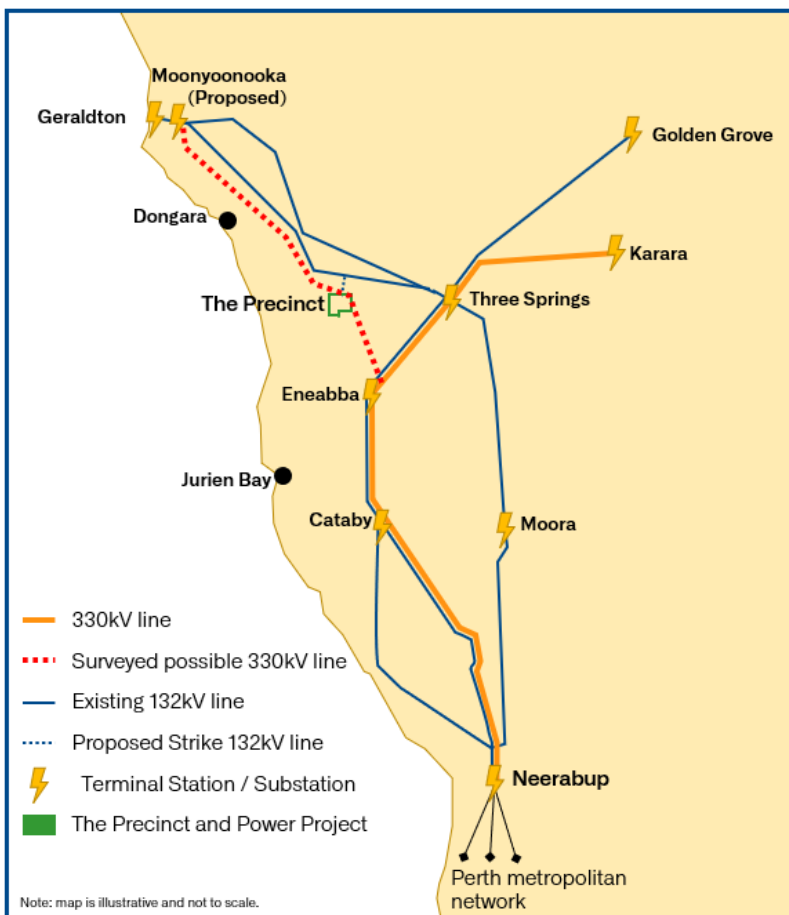 Moonyoonooka
(Proposed)
Geraldton
Golden Grove
Dongara
Karara
The Precinct
Three Springs
Eneabba
Jurien Bay
Cataby
Moora
330kV line
Surveyed possible 330kV line
Existing 132kV line
Proposed Strike 132kV line
Terminal Station / Substation
Neerabup
The Precinct and Power Project
Perth metropolitan
network
Note: map is illustrative and not to scale.